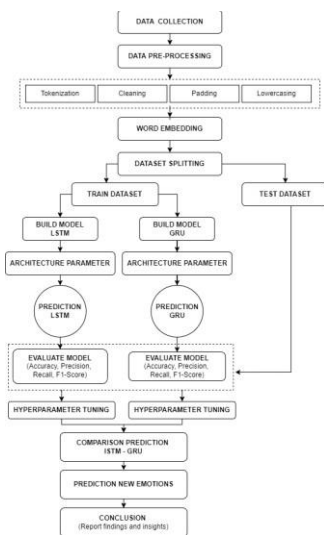 DATA COLLECTION
DATA PRE-PROCESSING
Tokenization Cleaning Padding Lowercasing
WORD EMBEDDING
DATASET SPLITTING
TRAIN DATASET TEST DATASET
BUILD MODEL
LSTM
BUILD MODEL
GRU
ARCHITECTURE PARAMETER ARCHITECTURE PARAMETER
PREDICTION
LSTM
PREDICTION
GRU
EVALUATE MODEL
(Accuracy, Precision,
Recall, F1-Score)
EVALUATE MODEL
(Accuracy, Precision,
Recall, F1-Score)
HYPERPARAMETER TUNING HYPERPARAMETER TUNING
COMPARISON PREDICTION
lSTM - GRU
PREDICTION NEW EMOTIONS
CONCLUSION
(Report findings and insights)